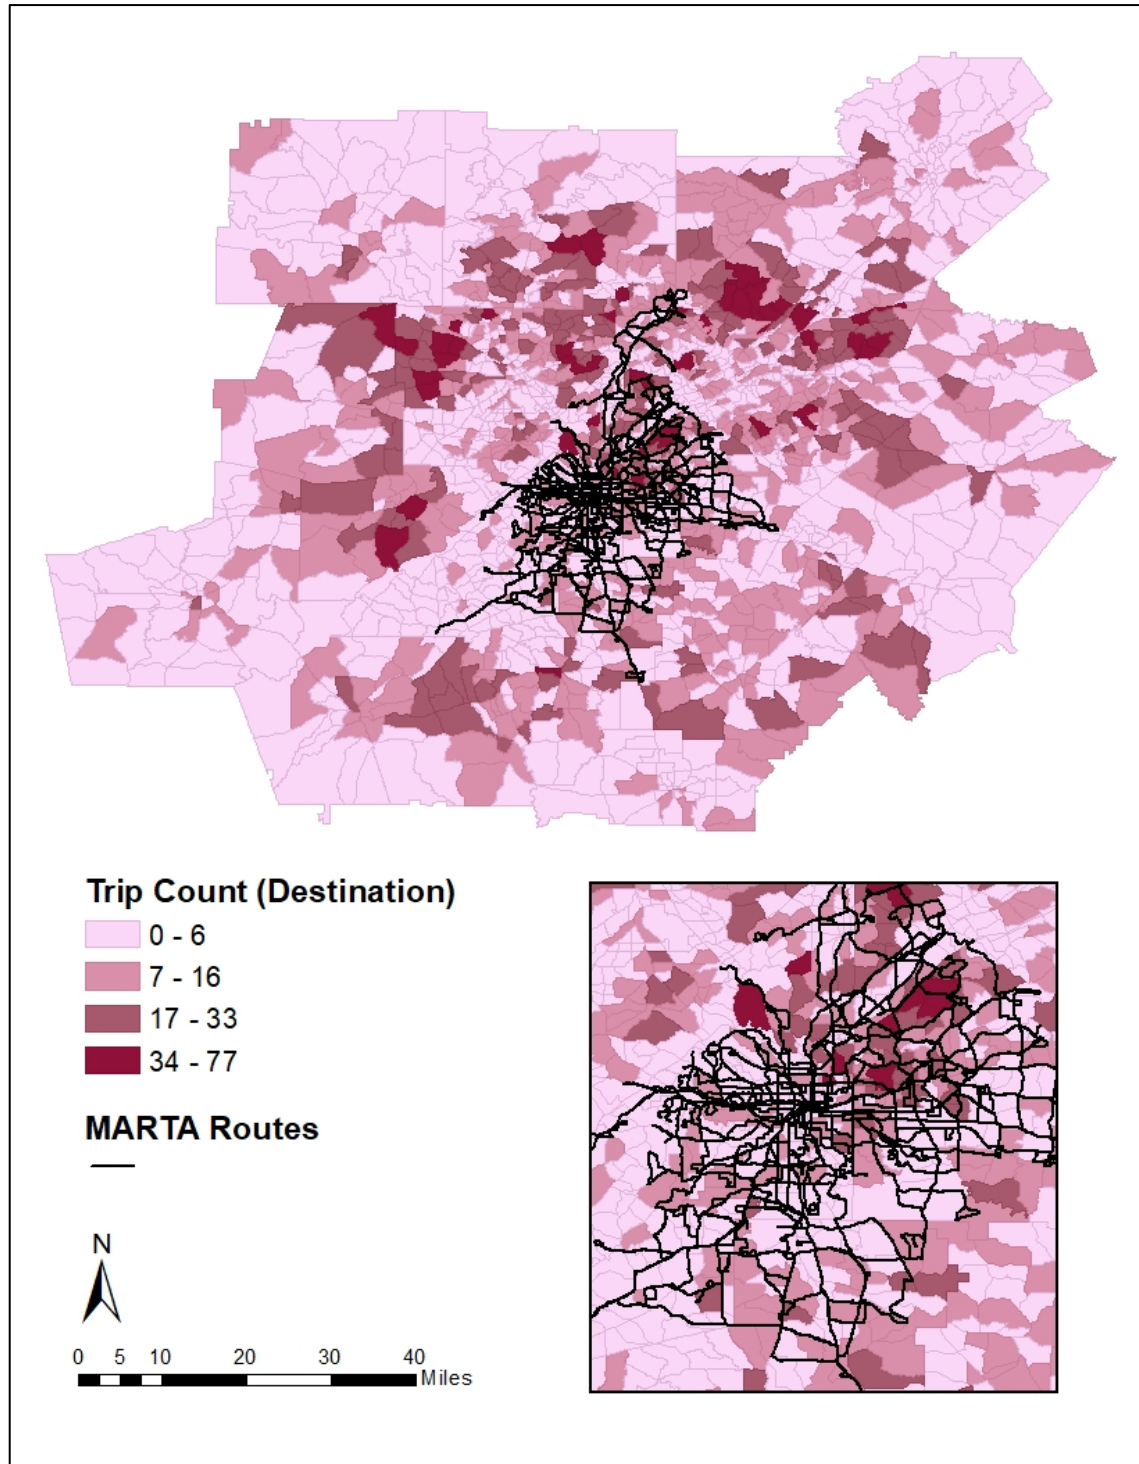 Trip Count (Destination)
0 - 6
7 - 16
17 - 33
34 - 77
MARTA Routes
N
0 5 10 20 30 40
Miles